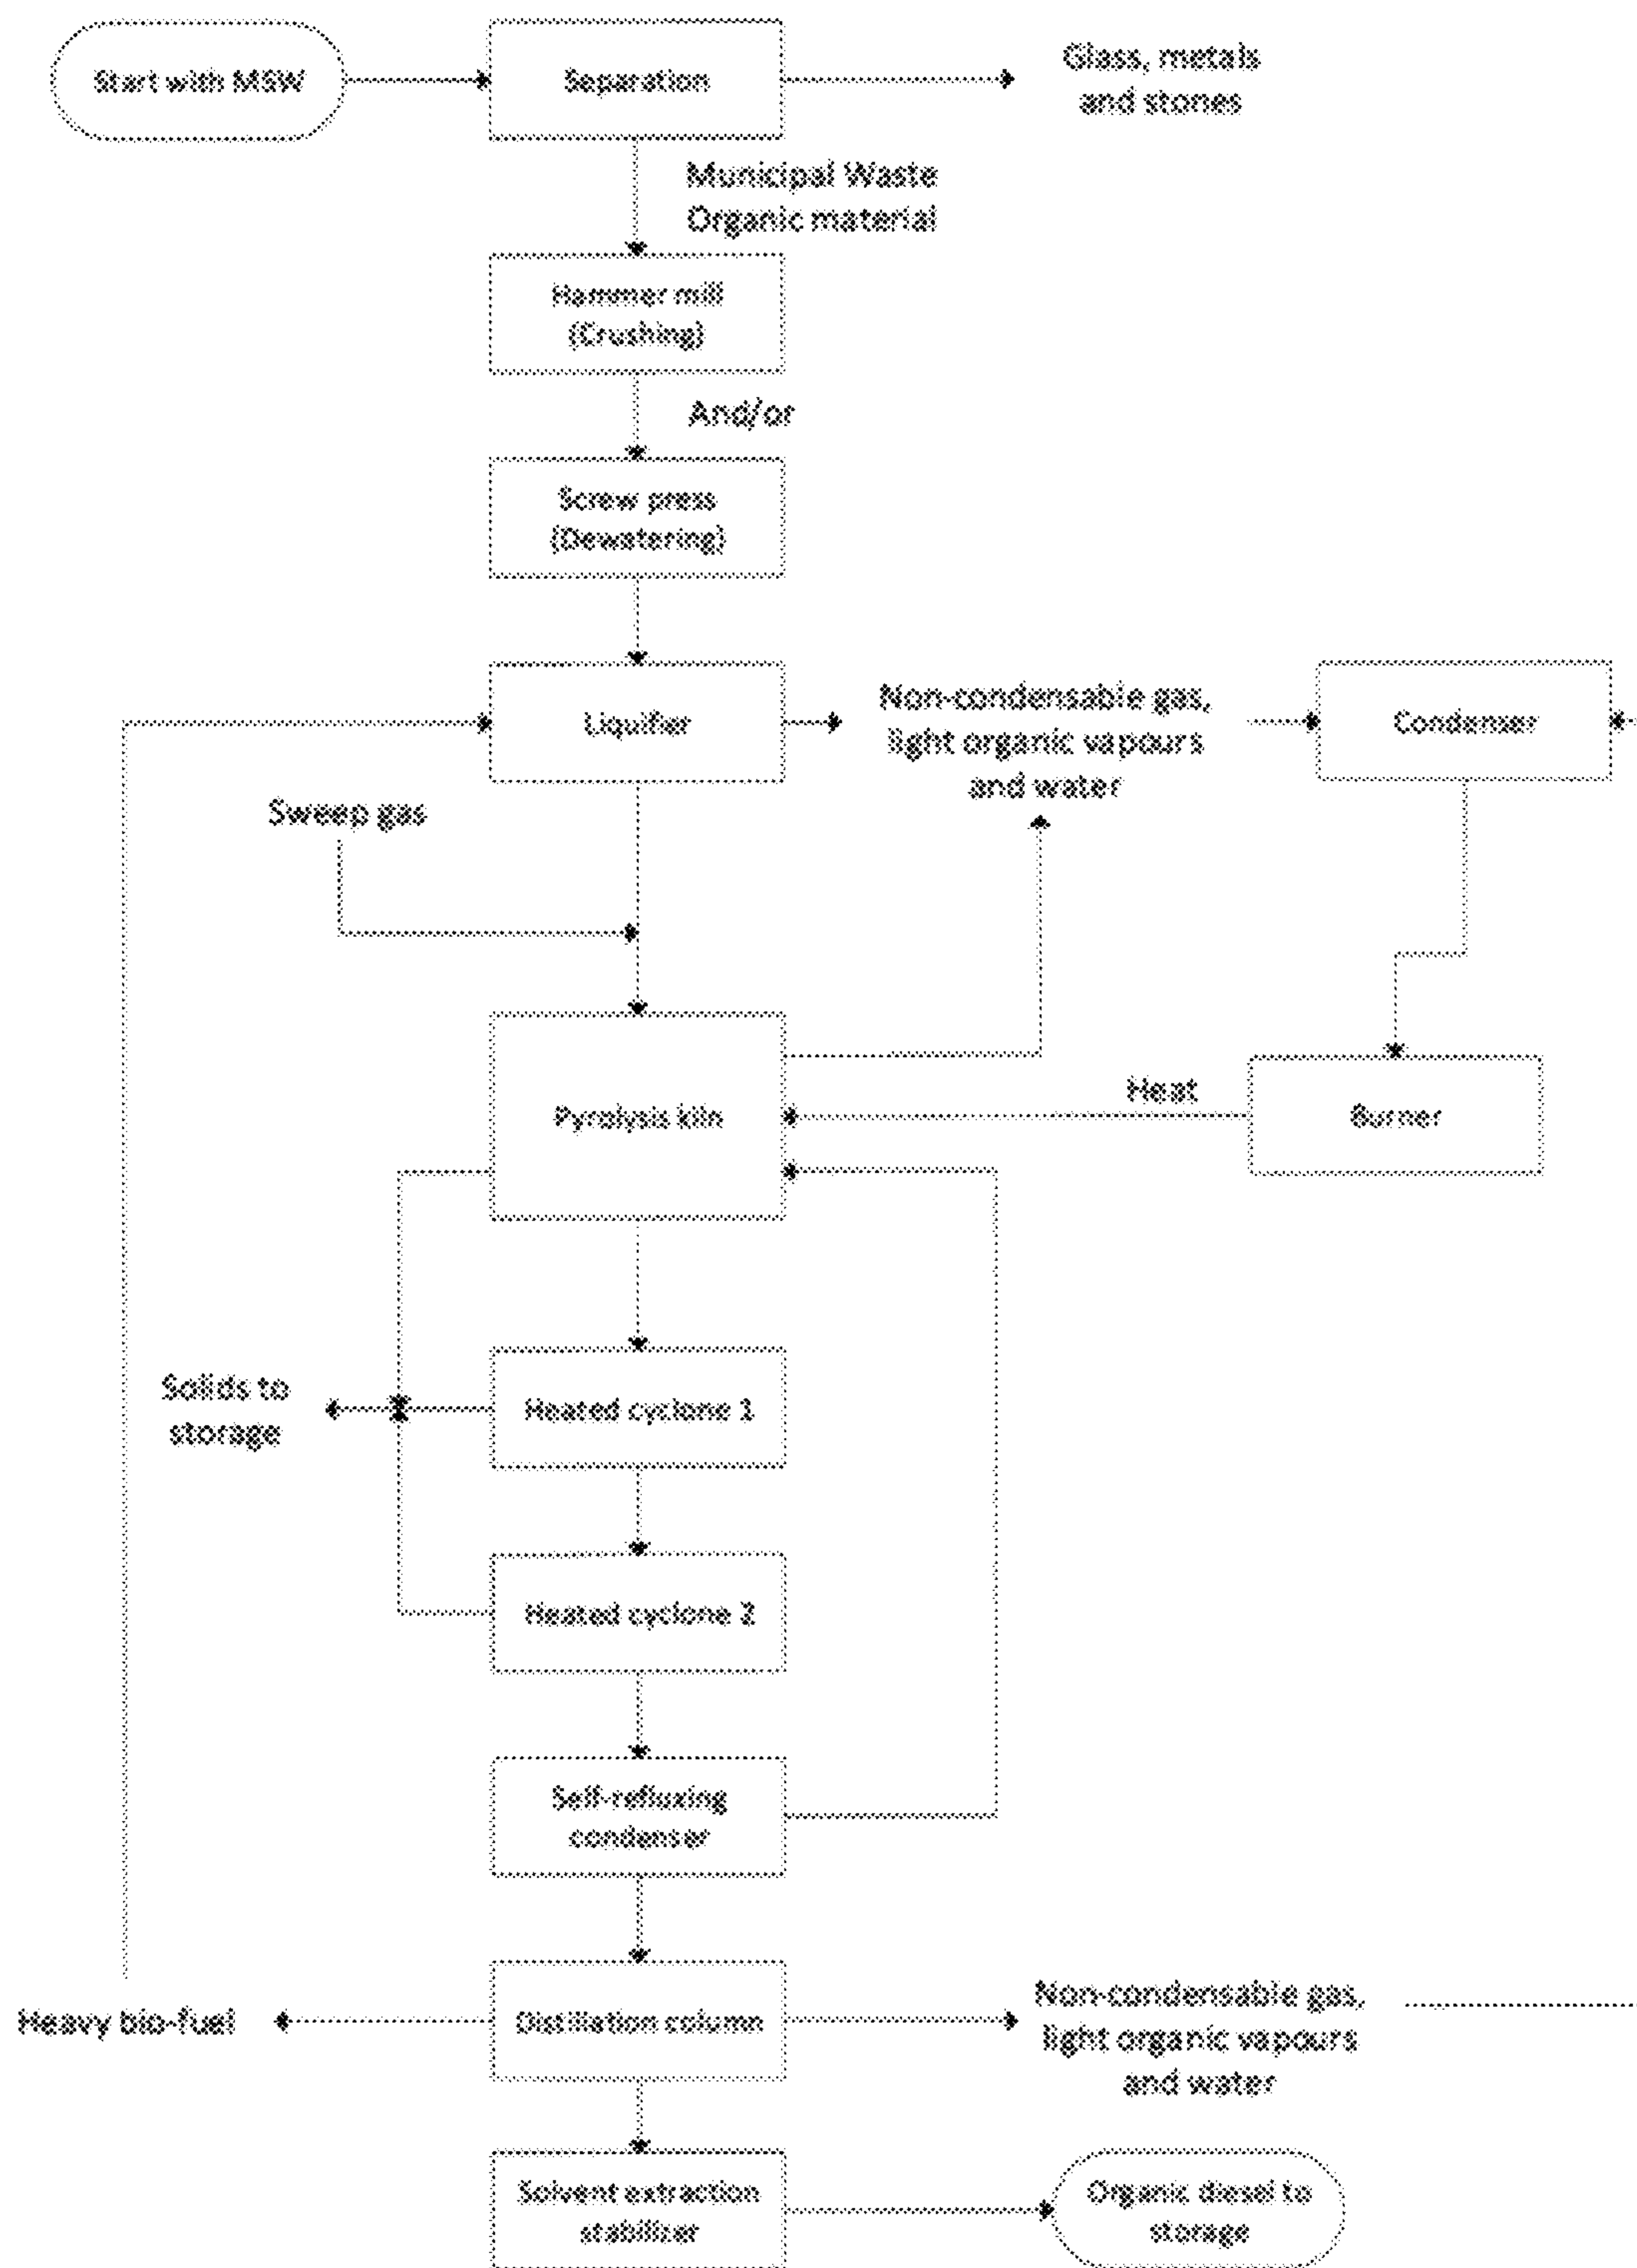 Start with MSW
Separation
Glass, metals
and stones
Municipal Waste
Organic material
Hammer mill
(Crushing)
And/or
Screw press
(Dewatering)
Liquifier
Non-condensable gas,
light organic vapours
and water
Condenser
Sweep gas
Pyrolysis kiln
Heat
Burner
Solids to
storage
Heated cyclone 1
Heated cyclone 2
Self-refluxing
condenser
Heavy bio-fuel
Distillation column
Non-condensable gas,
light organic vapours
and water
Solvent extraction
stabilizer
Organic diesel to
storage